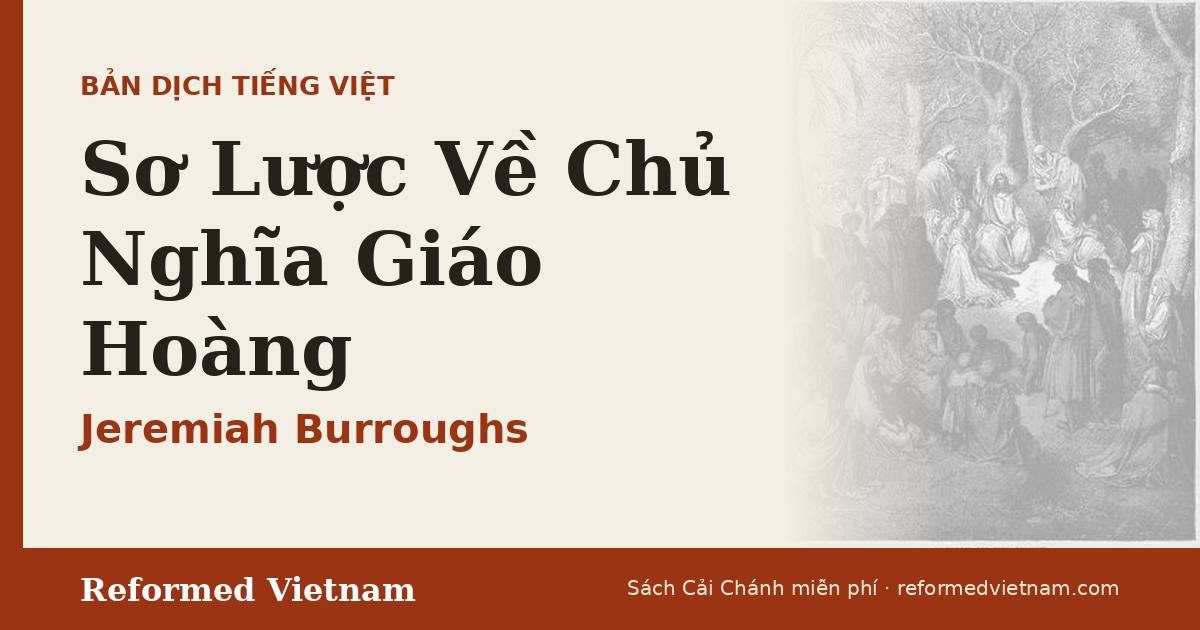 BẢN DỊCH TIẾNG VIỆT
Sơ Lược Về Chủ
Nghĩa Giáo
Hoàng
Jeremiah Burroughs
Reformed Vietnam
Sách Cải Chánh miễn phí · reformedvietnam.com